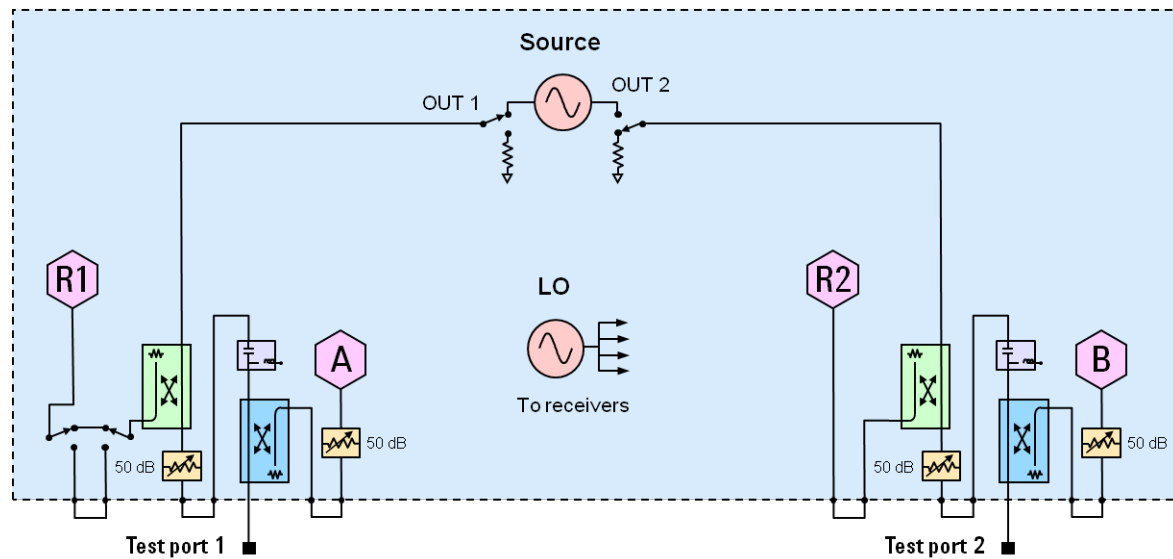 Source
OUT 1
OUT 2
R1
R2
LO
A
B
To receivers
50 dB
50 dB
50 dB
50 dB
Test port 1
Test port 2